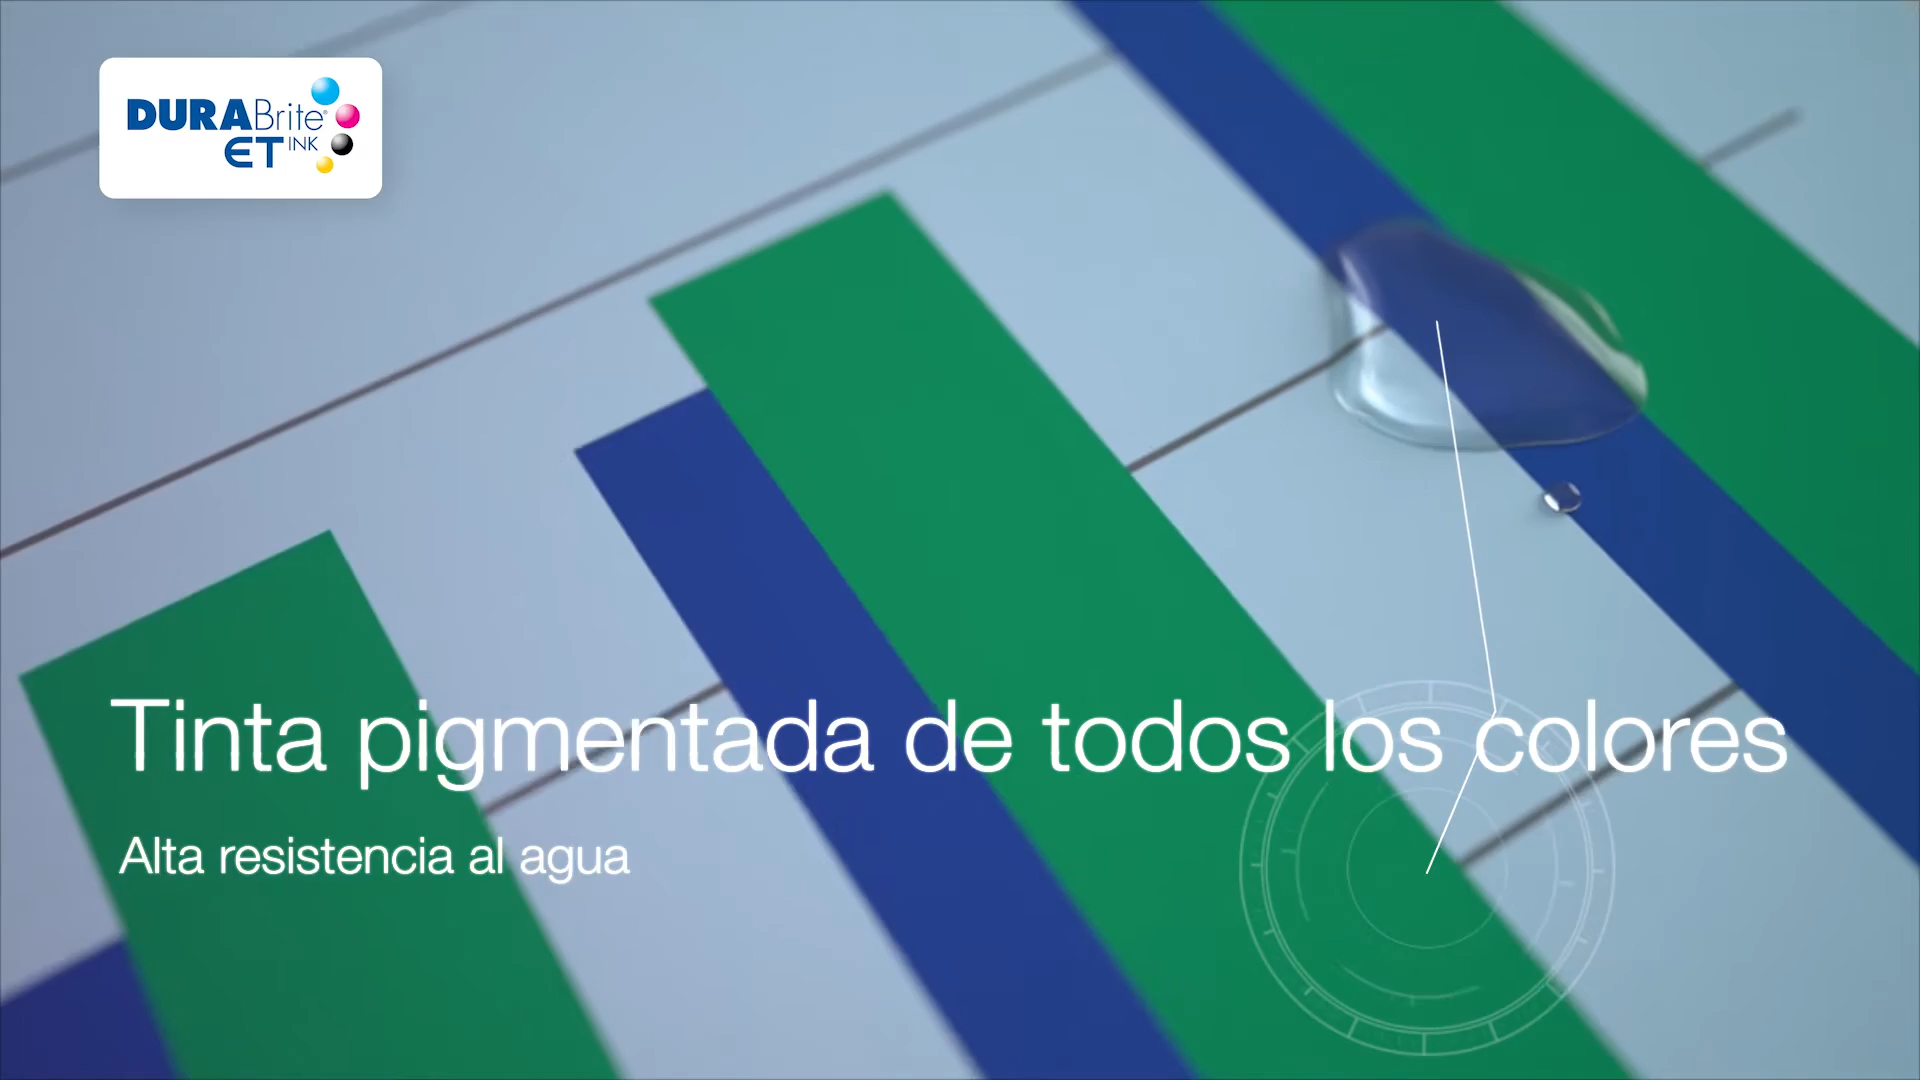 DURABrite®
ET INK
Tinta pigmentada de todos los colores
Alta resistencia al agua